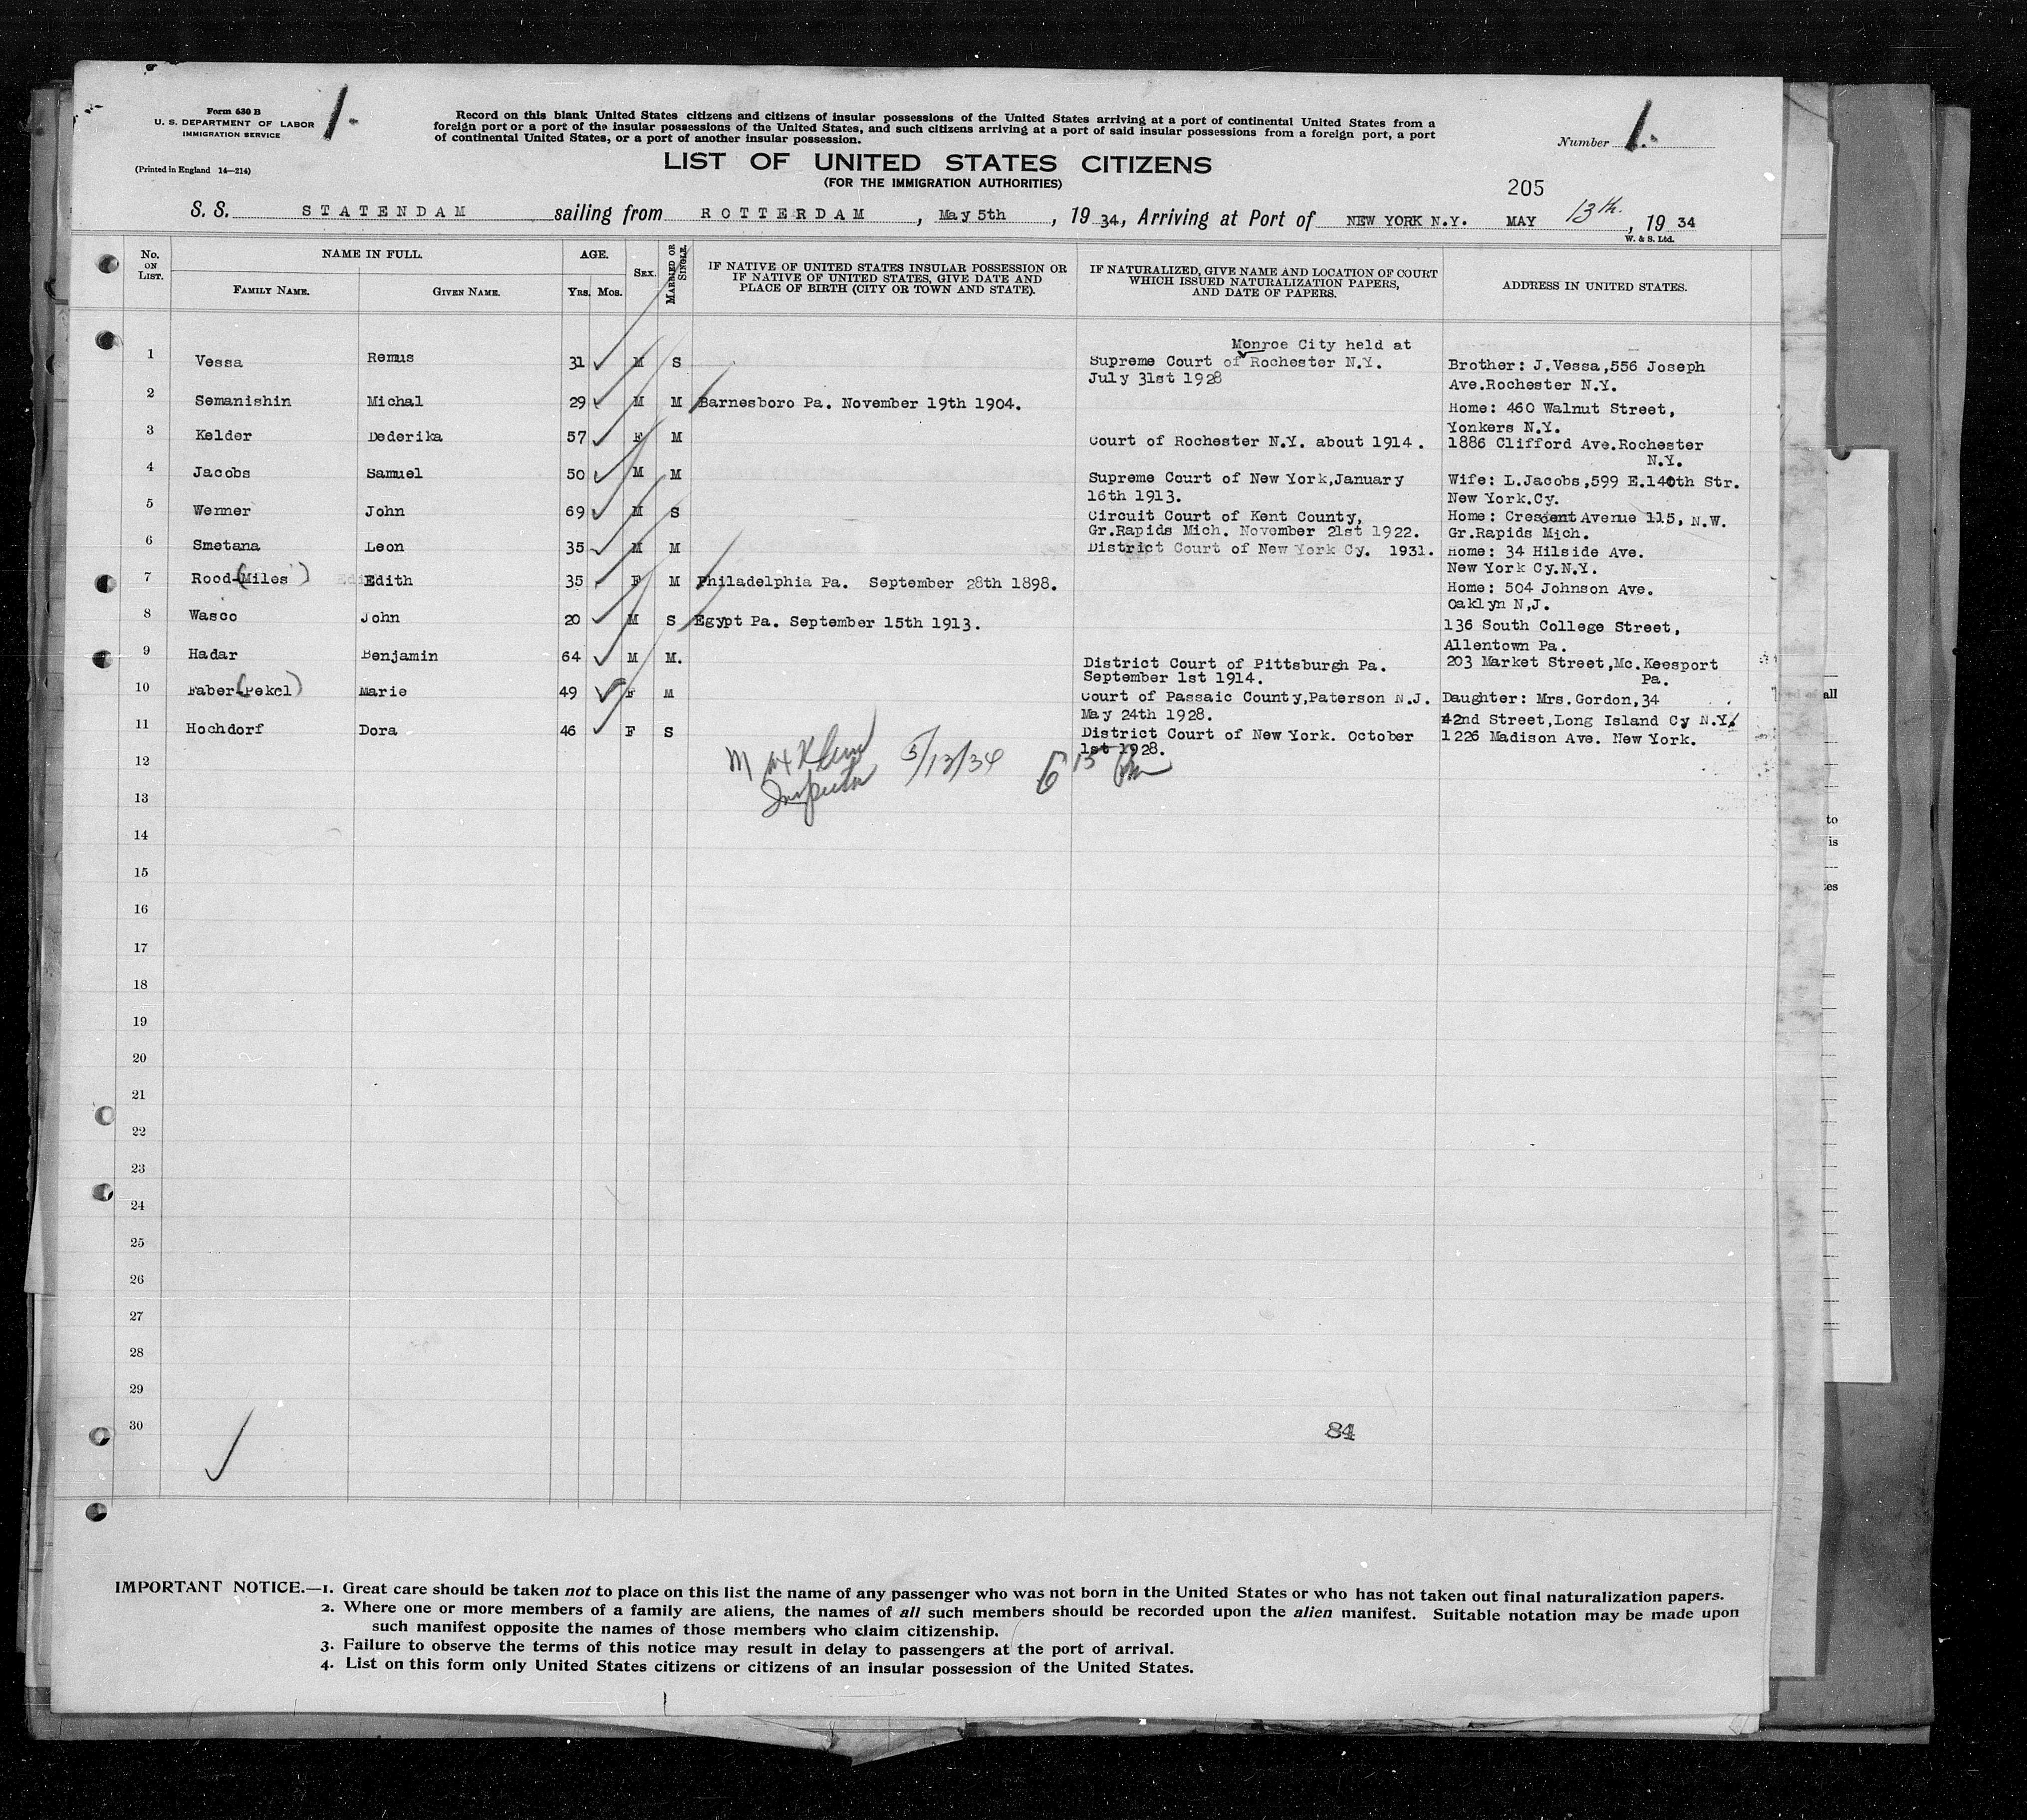 Form 630 B
U. S. DEPARTMENT OF LABOR
IMMIGRATION SERVICE
(Printed in England 14—214)
1.
Record on this blank United States citizens and citizens of insular possessions of the United States arriving at a port of continental United States from a
foreign port or a port of the insular possessions of the United States, and such citizens arriving at a port of said insular possessions from a foreign port, a port
of continental United States, or a port of another insular possession.
Number 1.
LIST OF UNITED STATES CITIZENS
(FOR THE IMMIGRATION AUTHORITIES)
205
S. S. STATENDAM sailing from ROTTERDAM, May 5th, 1934, Arriving at Port of NEW YORK N.Y. MAY 13th., 1934
W. & S. Ltd.
No. ON LIST.
NAME IN FULL.
FAMILY NAME.
GIVEN NAME.
AGE.
Yrs. Mos.
SEX.
MARRIED OR SINGLE.
IF NATIVE OF UNITED STATES INSULAR POSSESSION OR
IF NATIVE OF UNITED STATES, GIVE DATE AND
PLACE OF BIRTH (CITY OR TOWN AND STATE).
IF NATURALIZED, GIVE NAME AND LOCATION OF COURT
WHICH ISSUED NATURALIZATION PAPERS,
AND DATE OF PAPERS.
ADDRESS IN UNITED STATES.
1 Vessa Remus 31 M S
Monroe City held at
Supreme Court of Rochester N.Y.
July 31st 1928
Brother: J.Vessa,556 Joseph
Ave.Rochester N.Y.
2 Semanishin Michal 29 M M Barnesboro Pa. November 19th 1904.
Home: 460 Walnut Street,
Yonkers N.Y.
3 Kelder Dederika 57 F M
Court of Rochester N.Y. about 1914.
1886 Clifford Ave.Rochester
N.Y.
4 Jacobs Samuel 50 M M
Supreme Court of New York,January
16th 1913.
Wife: L.Jacobs,599 E.140th Str.
New York.Cy.
5 Wenner John 69 M S
Circuit Court of Kent County,
Gr.Rapids Mich. November 21st 1922.
Home: Crescent Avenue 115, N.W.
Gr.Rapids Mich.
6 Smetana Leon 35 M M
District Court of New York Cy. 1931.
Home: 34 Hilside Ave.
New York Cy.N.Y.
7 Rood-(Miles) Edith 35 F M Philadelphia Pa. September 28th 1898.
Home: 504 Johnson Ave.
Oaklyn N,J.
8 Wasco John 20 M S Egypt Pa. September 15th 1913.
136 South College Street,
Allentown Pa.
9 Hadar Benjamin 64 M M.
District Court of Pittsburgh Pa.
September 1st 1914.
203 Market Street,Mc.Keesport
Pa.
10 Faber-(Pekcl) Marie 49 F M
Court of Passaic County,Paterson N.J.
May 24th 1928.
Daughter: Mrs.Gordon,34
42nd Street,Long Island Cy N.Y.
11 Hochdorf Dora 46 F S
District Court of New York. October
1st 1928.
1226 Madison Ave. New York.
5/13/34 6 15 Pm
Inspector
12
13
14
15
16
17
18
19
20
21
22
23
24
25
26
27
28
29
30
84
IMPORTANT NOTICE.—1. Great care should be taken not to place on this list the name of any passenger who was not born in the United States or who has not taken out final naturalization papers.
2. Where one or more members of a family are aliens, the names of all such members should be recorded upon the alien manifest. Suitable notation may be made upon
such manifest opposite the names of those members who claim citizenship.
3. Failure to observe the terms of this notice may result in delay to passengers at the port of arrival.
4. List on this form only United States citizens or citizens of an insular possession of the United States.
all
to
is